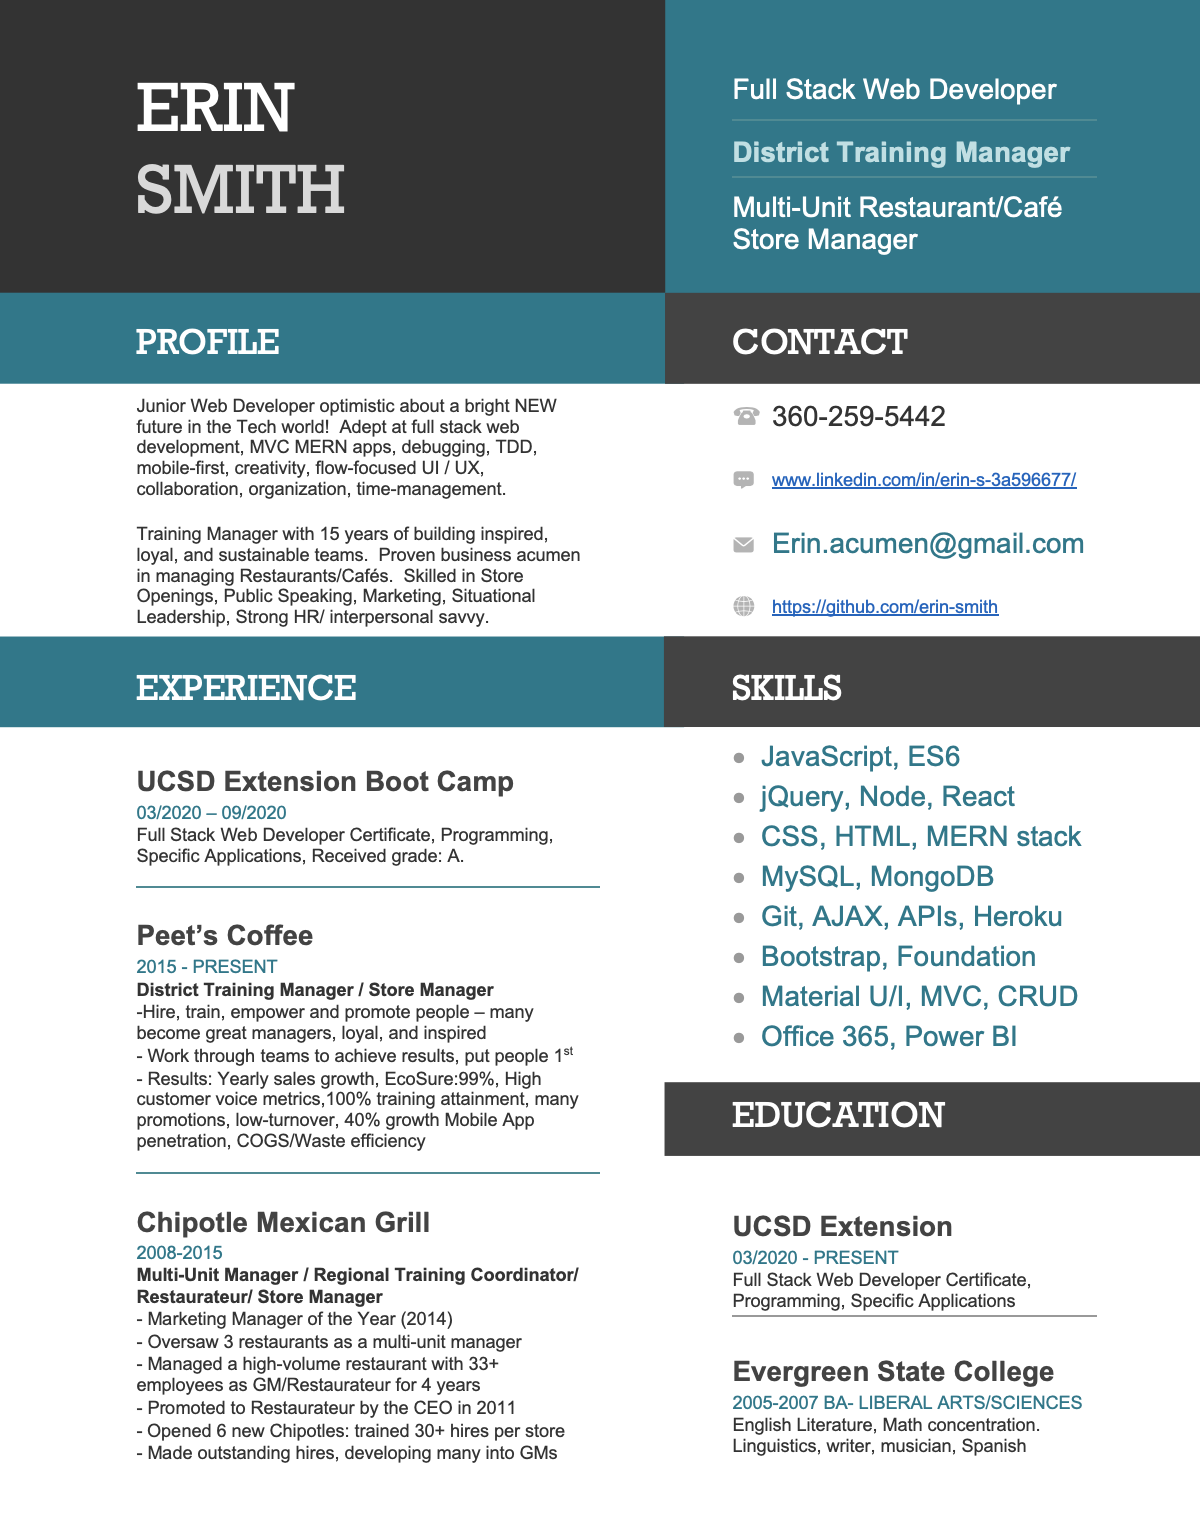 ERIN
SMITH
Full Stack Web Developer
District Training Manager
Multi-Unit Restaurant/Café
Store Manager
PROFILE
Junior Web Developer optimistic about a bright NEW
future in the Tech world!  Adept at full stack web
development, MVC MERN apps, debugging, TDD,
mobile-first, creativity, flow-focused UI / UX,
collaboration, organization, time-management.
Training Manager with 15 years of building inspired,
loyal, and sustainable teams.  Proven business acumen
in managing Restaurants/Cafés.  Skilled in Store
Openings, Public Speaking, Marketing, Situational
Leadership, Strong HR/ interpersonal savvy.
CONTACT
360-259-5442
www.linkedin.com/in/erin-s-3a596677/
Erin.acumen@gmail.com
https://github.com/erin-smith
EXPERIENCE
UCSD Extension Boot Camp
03/2020 – 09/2020
Full Stack Web Developer Certificate, Programming,
Specific Applications, Received grade: A.
Peet’s Coffee
2015 - PRESENT
District Training Manager / Store Manager
-Hire, train, empower and promote people – many
become great managers, loyal, and inspired
- Work through teams to achieve results, put people 1st
- Results: Yearly sales growth, EcoSure:99%, High
customer voice metrics,100% training attainment, many
promotions, low-turnover, 40% growth Mobile App
penetration, COGS/Waste efficiency
Chipotle Mexican Grill
2008-2015
Multi-Unit Manager / Regional Training Coordinator/
Restaurateur/ Store Manager
- Marketing Manager of the Year (2014)
- Oversaw 3 restaurants as a multi-unit manager
- Managed a high-volume restaurant with 33+
employees as GM/Restaurateur for 4 years
- Promoted to Restaurateur by the CEO in 2011
- Opened 6 new Chipotles: trained 30+ hires per store
- Made outstanding hires, developing many into GMs
SKILLS
● JavaScript, ES6
● jQuery, Node, React
● CSS, HTML, MERN stack
● MySQL, MongoDB
● Git, AJAX, APIs, Heroku
● Bootstrap, Foundation
● Material U/I, MVC, CRUD
● Office 365, Power BI
EDUCATION
UCSD Extension
03/2020 - PRESENT
Full Stack Web Developer Certificate,
Programming, Specific Applications
Evergreen State College
2005-2007 BA- LIBERAL ARTS/SCIENCES
English Literature, Math concentration.
Linguistics, writer, musician, Spanish